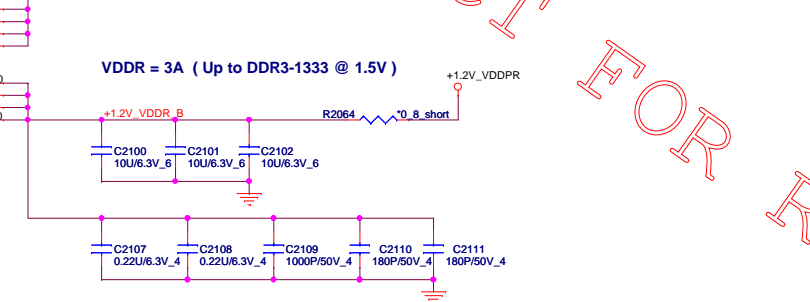 ST FOR R
VDDR = 3A ( Up to DDR3-1333 @ 1.5V )
+1.2V_VDDPR
+1.2V_VDDR_B
R2064
*0_8_short
C2100
10U/6.3V_6
C2101
10U/6.3V_6
C2102
10U/6.3V_6
C2107
0.22U/6.3V_4
C2108
0.22U/6.3V_4
C2109
1000P/50V_4
C2110
180P/50V_4
C2111
180P/50V_4